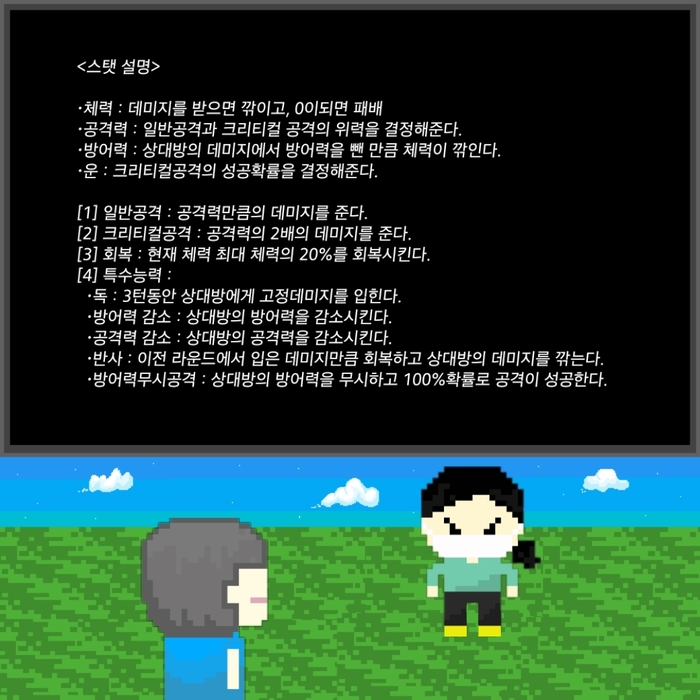 <스탯 설명>
·체력 : 데미지를 받으면 깎이고, 0이되면 패배
·공격력 : 일반공격과 크리티컬 공격의 위력을 결정해준다.
·방어력 : 상대방의 데미지에서 방어력을 뺀 만큼 체력이 깎인다.
·운 : 크리티컬공격의 성공확률을 결정해준다.
[1] 일반공격 : 공격력만큼의 데미지를 준다.
[2] 크리티컬공격 : 공격력의 2배의 데미지를 준다.
[3] 회복 : 현재 체력 최대 체력의 20%를 회복시킨다.
[4] 특수능력 :
·독 : 3턴동안 상대방에게 고정데미지를 입힌다.
·방어력 감소 : 상대방의 방어력을 감소시킨다.
·공격력 감소 : 상대방의 공격력을 감소시킨다.
·반사 : 이전 라운드에서 입은 데미지만큼 회복하고 상대방의 데미지를 깎는다.
·방어력무시공격 : 상대방의 방어력을 무시하고 100%확률로 공격이 성공한다.